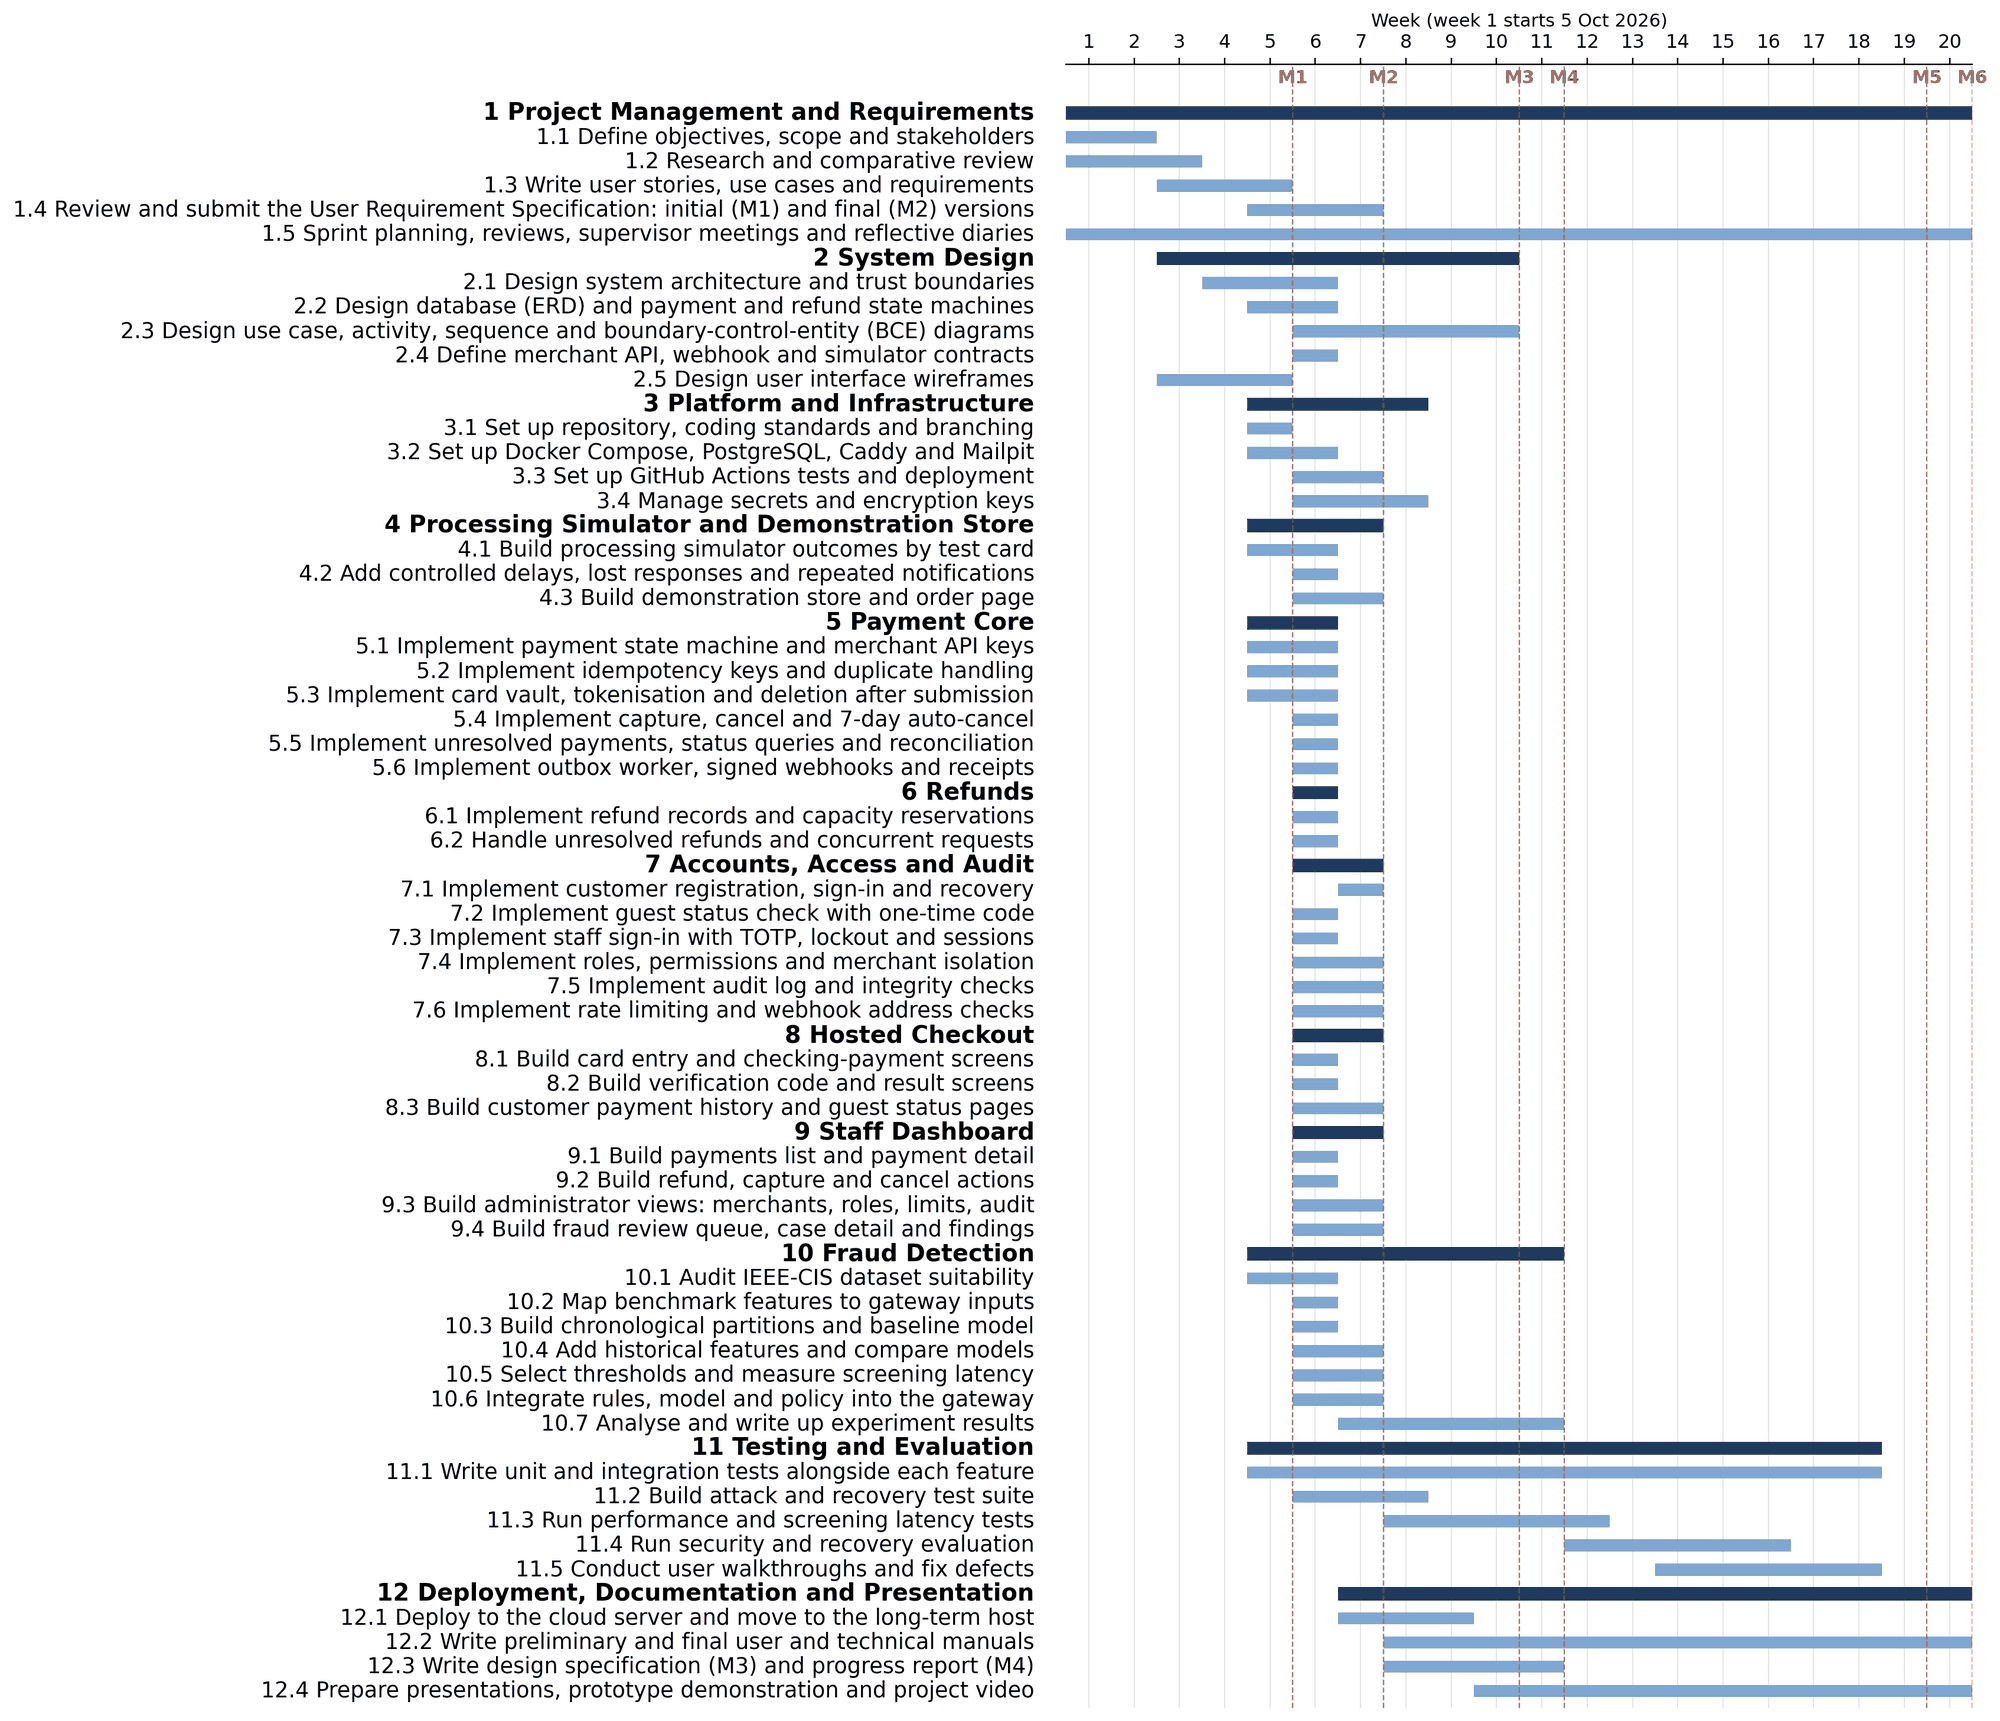 Week (week 1 starts 5 Oct 2026)
1 2 3 4 5 6 7 8 9 10 11 12 13 14 15 16 17 18 19 20
M1 M2 M3 M4 M5 M6
1 Project Management and Requirements
1.1 Define objectives, scope and stakeholders
1.2 Research and comparative review
1.3 Write user stories, use cases and requirements
1.4 Review and submit the User Requirement Specification: initial (M1) and final (M2) versions
1.5 Sprint planning, reviews, supervisor meetings and reflective diaries
2 System Design
2.1 Design system architecture and trust boundaries
2.2 Design database (ERD) and payment and refund state machines
2.3 Design use case, activity, sequence and boundary-control-entity (BCE) diagrams
2.4 Define merchant API, webhook and simulator contracts
2.5 Design user interface wireframes
3 Platform and Infrastructure
3.1 Set up repository, coding standards and branching
3.2 Set up Docker Compose, PostgreSQL, Caddy and Mailpit
3.3 Set up GitHub Actions tests and deployment
3.4 Manage secrets and encryption keys
4 Processing Simulator and Demonstration Store
4.1 Build processing simulator outcomes by test card
4.2 Add controlled delays, lost responses and repeated notifications
4.3 Build demonstration store and order page
5 Payment Core
5.1 Implement payment state machine and merchant API keys
5.2 Implement idempotency keys and duplicate handling
5.3 Implement card vault, tokenisation and deletion after submission
5.4 Implement capture, cancel and 7-day auto-cancel
5.5 Implement unresolved payments, status queries and reconciliation
5.6 Implement outbox worker, signed webhooks and receipts
6 Refunds
6.1 Implement refund records and capacity reservations
6.2 Handle unresolved refunds and concurrent requests
7 Accounts, Access and Audit
7.1 Implement customer registration, sign-in and recovery
7.2 Implement guest status check with one-time code
7.3 Implement staff sign-in with TOTP, lockout and sessions
7.4 Implement roles, permissions and merchant isolation
7.5 Implement audit log and integrity checks
7.6 Implement rate limiting and webhook address checks
8 Hosted Checkout
8.1 Build card entry and checking-payment screens
8.2 Build verification code and result screens
8.3 Build customer payment history and guest status pages
9 Staff Dashboard
9.1 Build payments list and payment detail
9.2 Build refund, capture and cancel actions
9.3 Build administrator views: merchants, roles, limits, audit
9.4 Build fraud review queue, case detail and findings
10 Fraud Detection
10.1 Audit IEEE-CIS dataset suitability
10.2 Map benchmark features to gateway inputs
10.3 Build chronological partitions and baseline model
10.4 Add historical features and compare models
10.5 Select thresholds and measure screening latency
10.6 Integrate rules, model and policy into the gateway
10.7 Analyse and write up experiment results
11 Testing and Evaluation
11.1 Write unit and integration tests alongside each feature
11.2 Build attack and recovery test suite
11.3 Run performance and screening latency tests
11.4 Run security and recovery evaluation
11.5 Conduct user walkthroughs and fix defects
12 Deployment, Documentation and Presentation
12.1 Deploy to the cloud server and move to the long-term host
12.2 Write preliminary and final user and technical manuals
12.3 Write design specification (M3) and progress report (M4)
12.4 Prepare presentations, prototype demonstration and project video